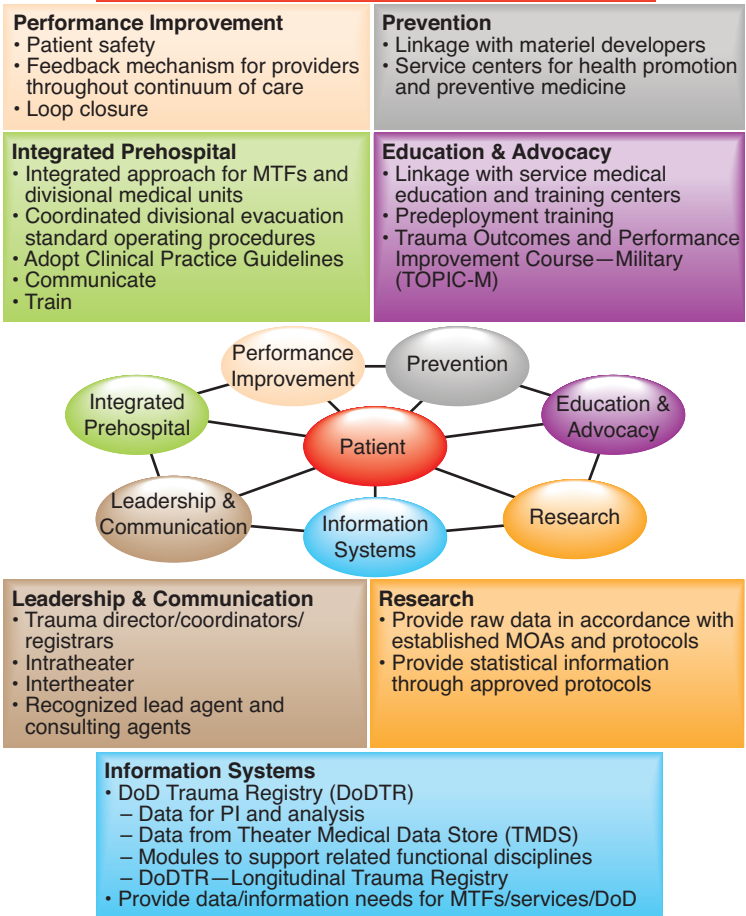 Performance Improvement
• Patient safety
• Feedback mechanism for providers
throughout continuum of care
• Loop closure
Prevention
• Linkage with materiel developers
• Service centers for health promotion
and preventive medicine
Integrated Prehospital
• Integrated approach for MTFs and
divisional medical units
• Coordinated divisional evacuation
standard operating procedures
• Adopt Clinical Practice Guidelines
• Communicate
• Train
Education & Advocacy
• Linkage with service medical
education and training centers
• Predeployment training
• Trauma Outcomes and Performance
Improvement Course—Military
(TOPIC-M)
Performance
Improvement
Prevention
Integrated
Prehospital
Education &
Advocacy
Patient
Leadership &
Communication
Information
Systems
Research
Leadership & Communication
• Trauma director/coordinators/
registrars
• Intratheater
• Intertheater
• Recognized lead agent and
consulting agents
Research
• Provide raw data in accordance with
established MOAs and protocols
• Provide statistical information
through approved protocols
Information Systems
• DoD Trauma Registry (DoDTR)
– Data for PI and analysis
– Data from Theater Medical Data Store (TMDS)
– Modules to support related functional disciplines
– DoDTR—Longitudinal Trauma Registry
• Provide data/information needs for MTFs/services/DoD